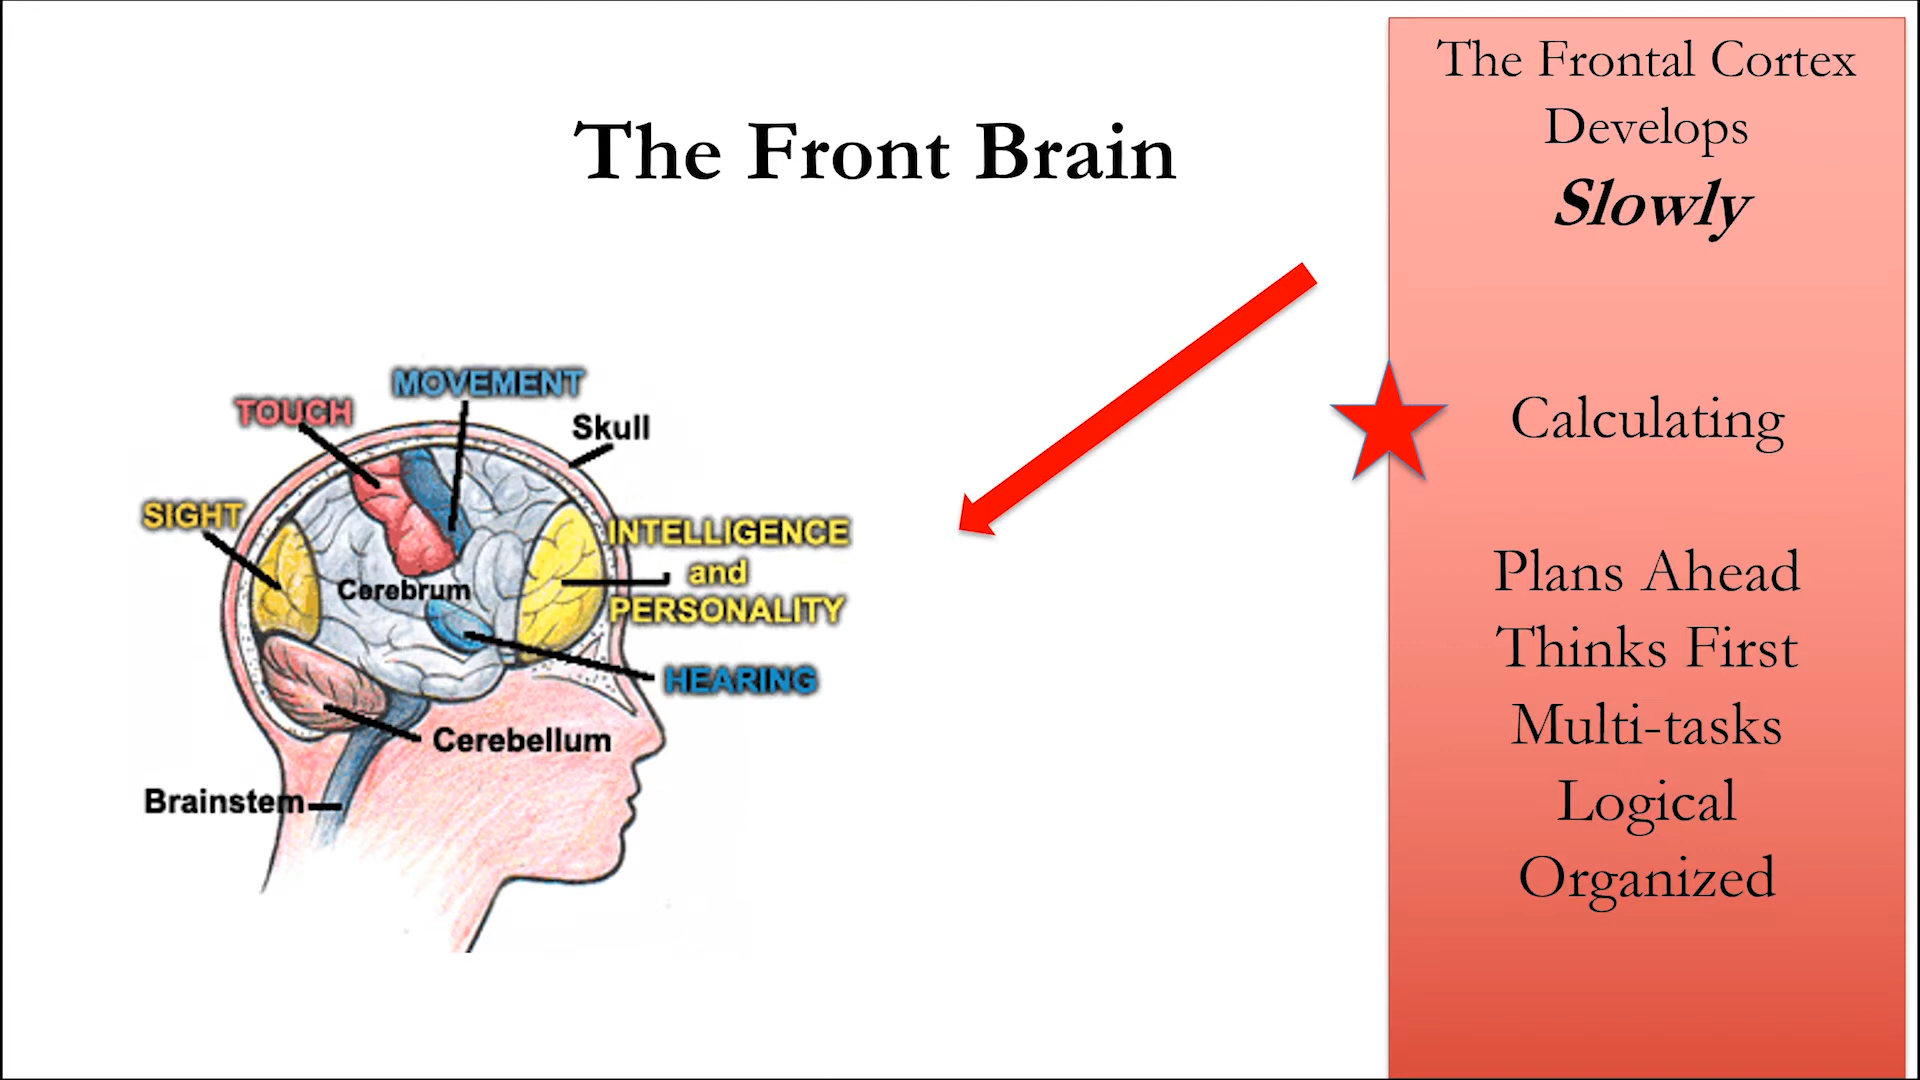 The Front Brain
MOVEMENT
TOUCH
Skull
SIGHT
INTELLIGENCE
and
PERSONALITY
Cerebrum
HEARING
Cerebellum
Brainstem
The Frontal Cortex
Develops
Slowly
Calculating
Plans Ahead
Thinks First
Multi-tasks
Logical
Organized